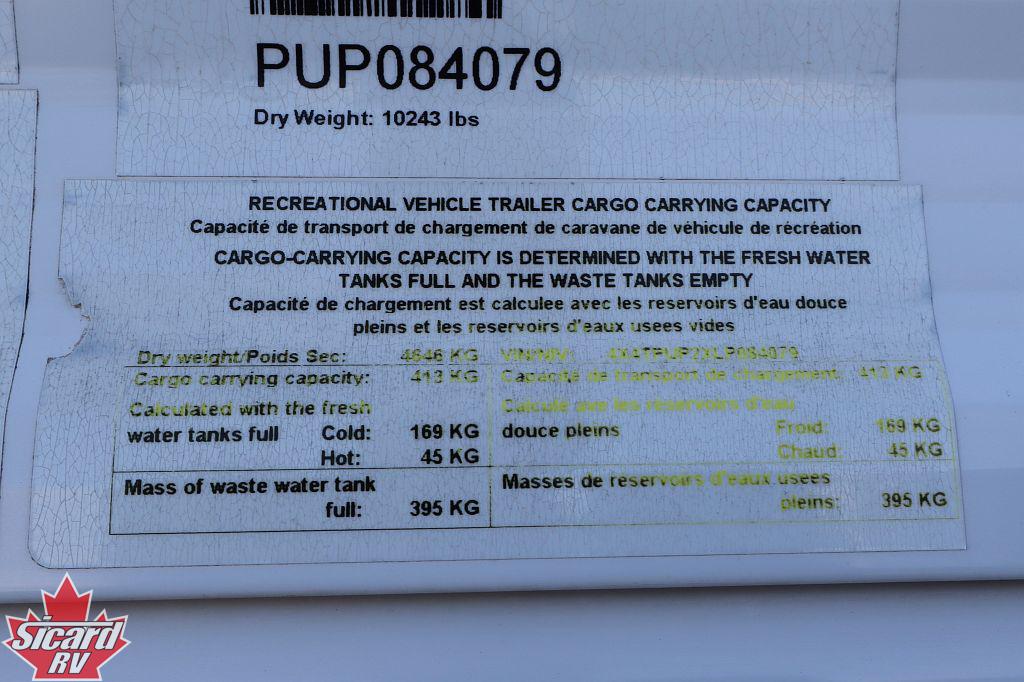 PUP084079
Dry Weight: 10243 lbs
RECREATIONAL VEHICLE TRAILER CARGO CARRYING CAPACITY
Capacité de transport de chargement de caravane de véhicule de récréation
CARGO-CARRYING CAPACITY IS DETERMINED WITH THE FRESH WATER
TANKS FULL AND THE WASTE TANKS EMPTY
Capacité de chargement est calculee avec les reservoirs d'eau douce
pleins et les reservoirs d'eaux usees vides
Dry weight/Poids Sec: 4646 KG VIN/NIV: 4X4TPUP2XLP084079
Cargo carrying capacity: 413 KG Capacité de transport de chargement: 413 KG
Calculated with the fresh Calculé ave les réservoirs d'eau
water tanks full Cold: 169 KG douce pleins Froid: 169 KG
Hot: 45 KG Chaud: 45 KG
Mass of waste water tank Masses de reservoirs d'eaux usees
full: 395 KG pleins: 395 KG
Sicard
RV